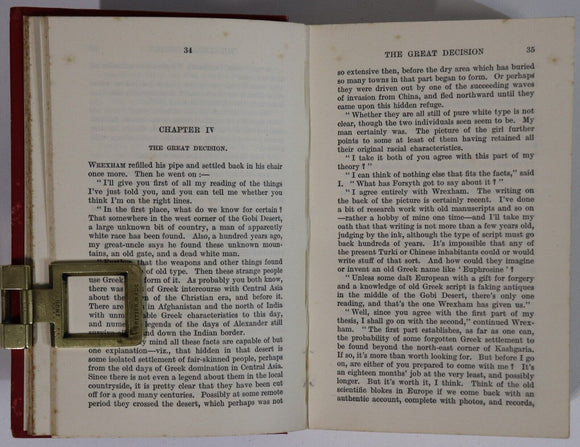 34
CHAPTER IV
THE GREAT DECISION.
WREXHAM refilled his pipe and settled back in his chair
once more. Then he went on :—
"I'll give you first of all my reading of the things
I've just told you, and you can tell me whether you
think I'm on the right lines.
"In the first place, what do we know for certain?
That somewhere in the west corner of the Gobi Desert,
a large unknown bit of country, a man of apparently
white race has been found. Also, a hundred years ago,
my great-uncle says he found these unknown moun-
tains, an old gate, and a dead white man.
that the weapons and other things found
of old type. Then these strange people
use Greek form of it. As probably you know,
there was of Greek intercourse with Central Asia
about the of the Christian era, and before it.
There are in Afghanistan and the north of India
with Greek characteristics to this day,
and legends of the days of Alexander still
and down the Indian border.
my mind all these facts are capable of but
one explanation—viz, that hidden in that desert is
some isolated settlement of fair-skinned people, perhaps
from the old days of Greek domination in Central Asia.
Since there is not even a legend about them in the local
countryside, it is pretty clear that they have been cut
off for a good many centuries. Possibly at some remote
period they crossed the desert, which perhaps was not
THE GREAT DECISION 35
so extensive then, before the dry area which has buried
so many towns in that part began to form. Or perhaps
they were driven out by one of the succeeding waves
of invasion from China, and fled northward until they
came upon this hidden refuge.
"Whether they are all still of pure white type is not
clear, though the two individuals seen seem to be. My
man certainly was. The picture of the girl further
points to some at least of them having retained all
their original racial characteristics.
"I take it both of you agree with this part of my
theory?"
"I can think of nothing else that fits the facts," said
I. "What has Forsyth got to say about it?"
"I agree entirely with Wrexham. The writing on
the back of the picture is certainly recent. I've done
a bit of research work with old manuscripts and so on
—rather a hobby of mine one time—and I'll take my
oath that that writing is not more than a few years old,
judging by the ink, although the type of script must go
back hundreds of years. It's impossible that any of
the present Turki or Chinese inhabitants could or would
write stuff of that sort. And how could they imagine
or invent an old Greek name like 'Euphrosine'?
"Unless some daft European with a gift for forgery
and a knowledge of old Greek script is faking antiques
in the middle of the Gobi Desert, there's only one
reading, and that's the one Wrexham has given us."
"Well, since you agree with the first part of my
thesis, I shall go on with the second," continued Wrex-
ham. "The first part establishes, as far as one can,
the probability of some forgotten Greek settlement to
be found beyond the north-east corner of Kashgaria.
If so, it's more than worth looking for. But before I go
on, are either of you prepared to come with me? It's
an eighteen months' job at the very least, and possibly
longer. But it's worth it, I think. Think of the old
scientific blokes in Europe if we come back with an
authentic account, complete with photos, and records,